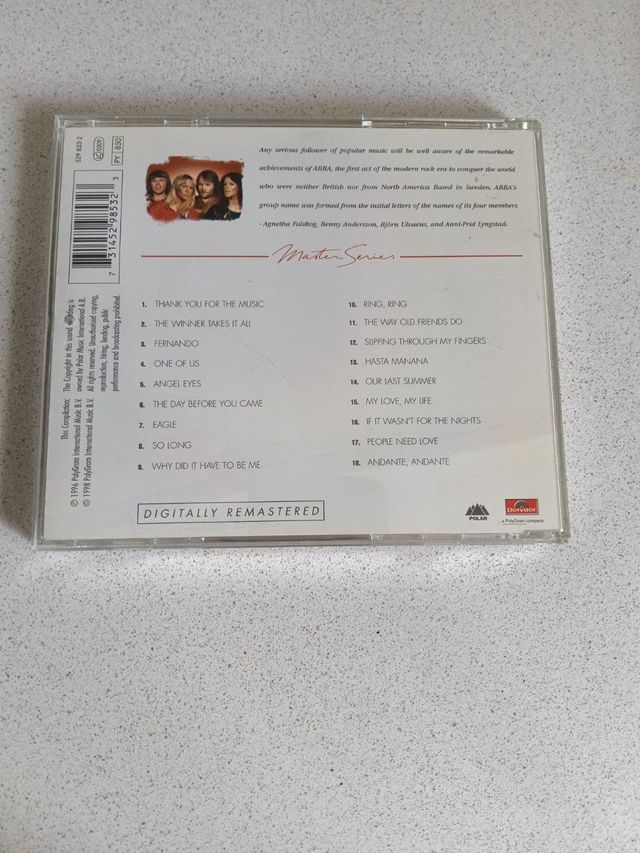 Any serious follower of popular music will be well aware of the remarkable
achievements of ABBA, the first act of the modern rock era to conquer the world
who were neither British nor from North America. Based in Sweden, ABBA's
group name was formed from the initial letters of the names of its four members
- Agnetha Falskog, Benny Andersson, Björn Ulvaeus, and Anni-Frid Lyngstad.
Master Series
1. THANK YOU FOR THE MUSIC
2. THE WINNER TAKES IT ALL
3. FERNANDO
4. ONE OF US
5. ANGEL EYES
6. THE DAY BEFORE YOU CAME
7. EAGLE
8. SO LONG
8. WHY DID IT HAVE TO BE ME
10. RING, RING
11. THE WAY OLD FRIENDS DO
12. SLIPPING THROUGH MY FINGERS
13. HASTA MANANA
14. OUR LAST SUMMER
15. MY LOVE, MY LIFE
16. IF IT WASN'T FOR THE NIGHTS
17. PEOPLE NEED LOVE
18. ANDANTE, ANDANTE
DIGITALLY REMASTERED
POLAR
Polydor
a PolyGram company
529 853-2
PY 850
7 31452 98532 3
This Compilation:
℗ 1996 PolyGram International Music B.V.
© 1998 PolyGram International Music B.V.
The Copyright in this sound recording is
owned by Polar Music International A.B.
All rights reserved. Unauthorised copying,
reproduction, hiring, lending, public
performance and broadcasting prohibited.